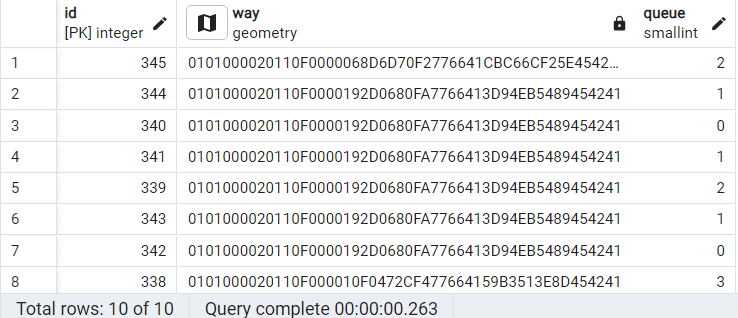 id way queue
[PK] integer geometry smallint
1 345 0101000020110F0000068D6D70F2776641CBC66CF25E4542… 2
2 344 0101000020110F0000192D0680FA7766413D94EB5489454241 1
3 340 0101000020110F0000192D0680FA7766413D94EB5489454241 0
4 341 0101000020110F0000192D0680FA7766413D94EB5489454241 1
5 339 0101000020110F0000192D0680FA7766413D94EB5489454241 2
6 343 0101000020110F0000192D0680FA7766413D94EB5489454241 1
7 342 0101000020110F0000192D0680FA7766413D94EB5489454241 0
8 338 0101000020110F000010F0472CF477664159B3513E8D454241 3
Total rows: 10 of 10 Query complete 00:00:00.263